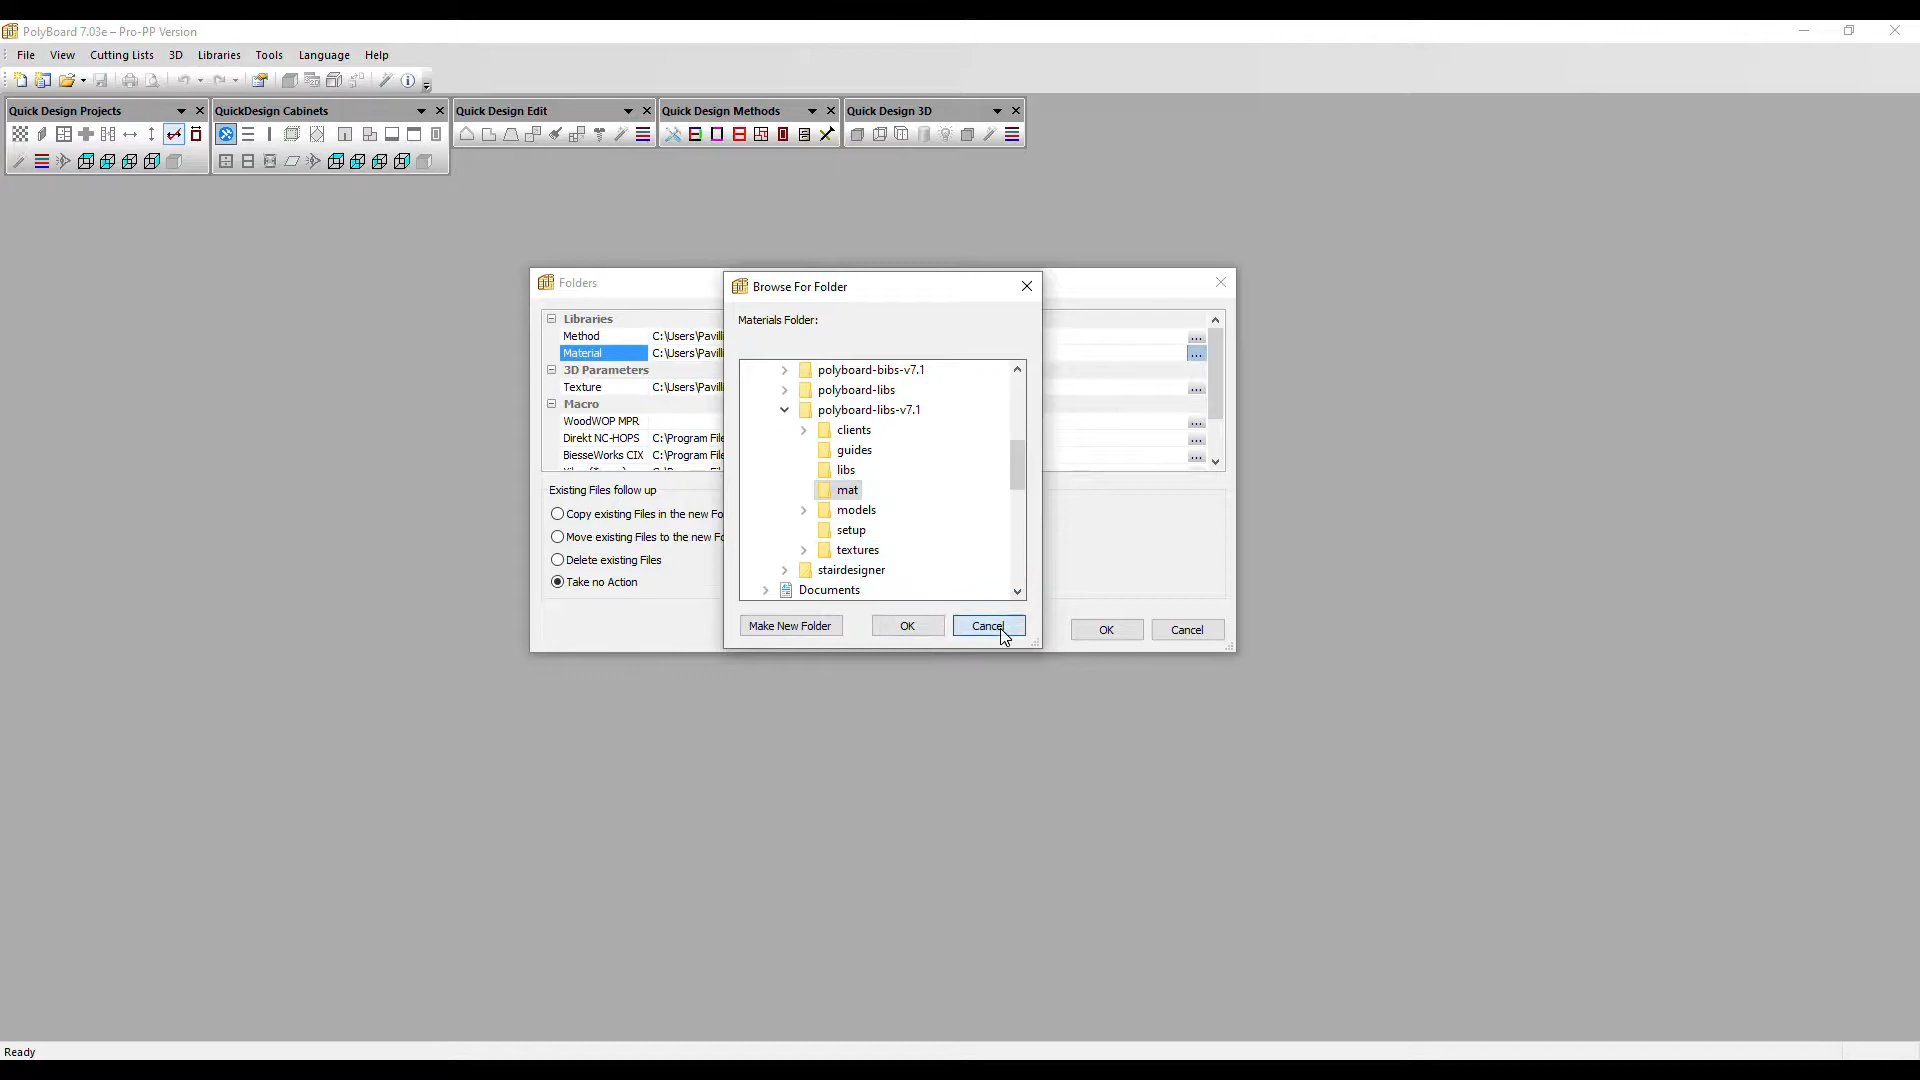 PolyBoard 7.03e – Pro-PP Version
File View Cutting Lists 3D Libraries Tools Language Help
Quick Design Projects QuickDesign Cabinets Quick Design Edit Quick Design Methods Quick Design 3D
Folders
Libraries
Method C:\Users\Pavilli
Material C:\Users\Pavilli
3D Parameters
Texture C:\Users\Pavilli
Macro
WoodWOP MPR
Direkt NC-HOPS C:\Program File
BiesseWorks CIX C:\Program File
Existing Files follow up
Copy existing Files in the new Fo
Move existing Files to the new Fo
Delete existing Files
Take no Action
OK Cancel
Browse For Folder
Materials Folder:
polyboard-bibs-v7.1
polyboard-libs
polyboard-libs-v7.1
clients
guides
libs
mat
models
setup
textures
stairdesigner
Documents
Make New Folder OK Cancel
Ready